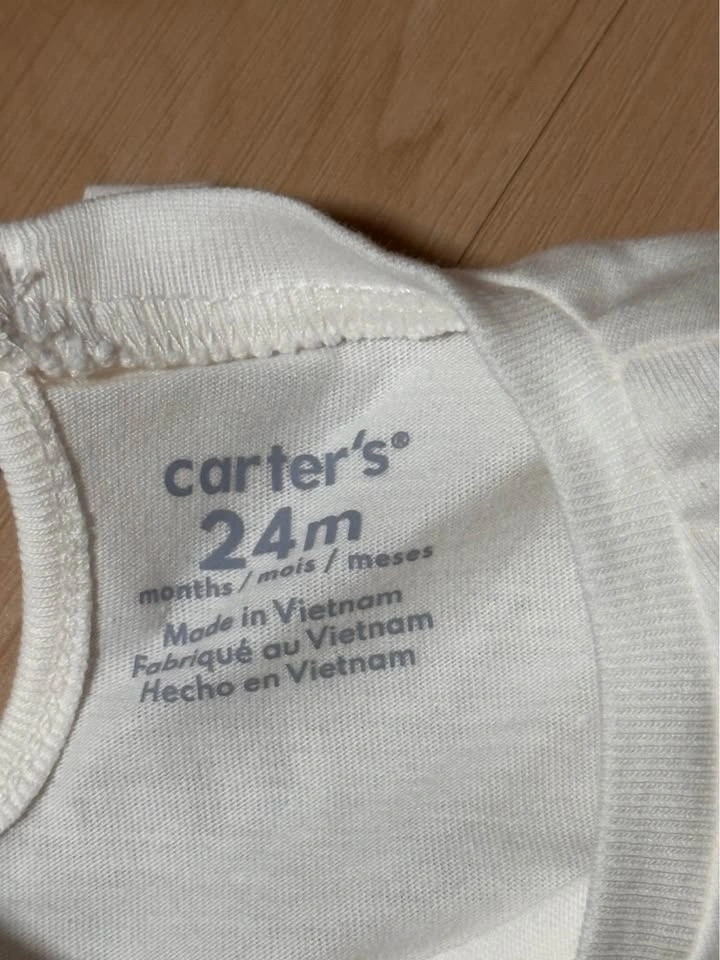 carter's®
24m
months / mois / meses
Made in Vietnam
Fabriqué au Vietnam
Hecho en Vietnam